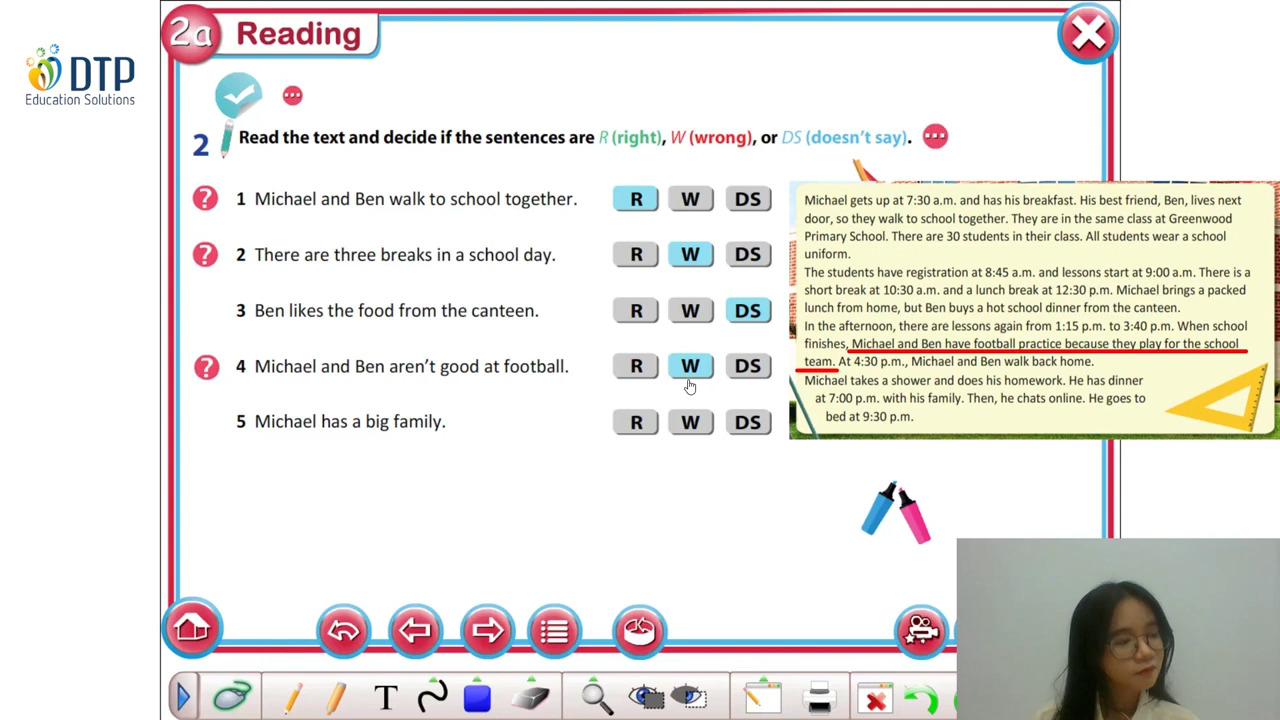 DTP
Education Solutions
2a Reading
2 Read the text and decide if the sentences are R (right), W (wrong), or DS (doesn't say).
1 Michael and Ben walk to school together. R W DS
2 There are three breaks in a school day. R W DS
3 Ben likes the food from the canteen. R W DS
4 Michael and Ben aren't good at football. R W DS
5 Michael has a big family. R W DS
Michael gets up at 7:30 a.m. and has his breakfast. His best friend, Ben, lives next
door, so they walk to school together. They are in the same class at Greenwood
Primary School. There are 30 students in their class. All students wear a school
uniform.
The students have registration at 8:45 a.m. and lessons start at 9:00 a.m. There is a
short break at 10:30 a.m. and a lunch break at 12:30 p.m. Michael brings a packed
lunch from home, but Ben buys a hot school dinner from the canteen.
In the afternoon, there are lessons again from 1:15 p.m. to 3:40 p.m. When school
finishes, Michael and Ben have football practice because they play for the school
team. At 4:30 p.m., Michael and Ben walk back home.
Michael takes a shower and does his homework. He has dinner
at 7:00 p.m. with his family. Then, he chats online. He goes to
bed at 9:30 p.m.
T